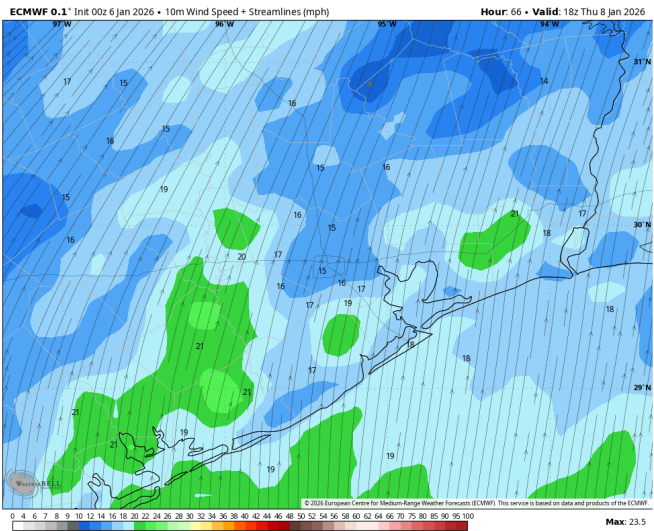 ECMWF 0.1° Init 00z 6 Jan 2026 • 10m Wind Speed + Streamlines (mph)
Hour: 66 • Valid: 18z Thu 8 Jan 2026
97°W 96°W 95°W 94°W
31°N
17 15 14
16
16 15
15 16
15 19
16 21 17
16 15 18 30°N
20 17
15
16 16 17
17 19 18
21 18
17 18
21 29°N
21
21 19
19 19
WEATHERBELL
© 2026 European Centre for Medium-Range Weather Forecasts (ECMWF). This service is based on data and products of the ECMWF.
0 4 6 7 8 9 10 12 14 16 18 20 22 24 26 28 30 32 34 36 38 40 42 44 46 48 50 52 55 60 65 70 75 80 85 90 95 100
Max: 23.5